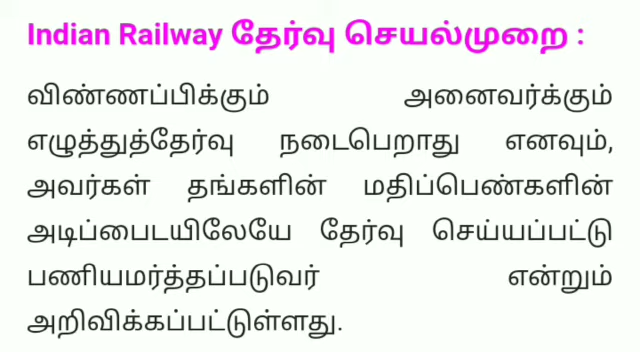 Indian Railway தேர்வு செயல்முறை :
விண்ணப்பிக்கும் அனைவர்க்கும்
எழுத்துத்தேர்வு நடைபெறாது எனவும்,
அவர்கள் தங்களின் மதிப்பெண்களின்
அடிப்படையிலேயே தேர்வு செய்யப்பட்டு
பணியமர்த்தப்படுவர் என்றும்
அறிவிக்கப்பட்டுள்ளது.